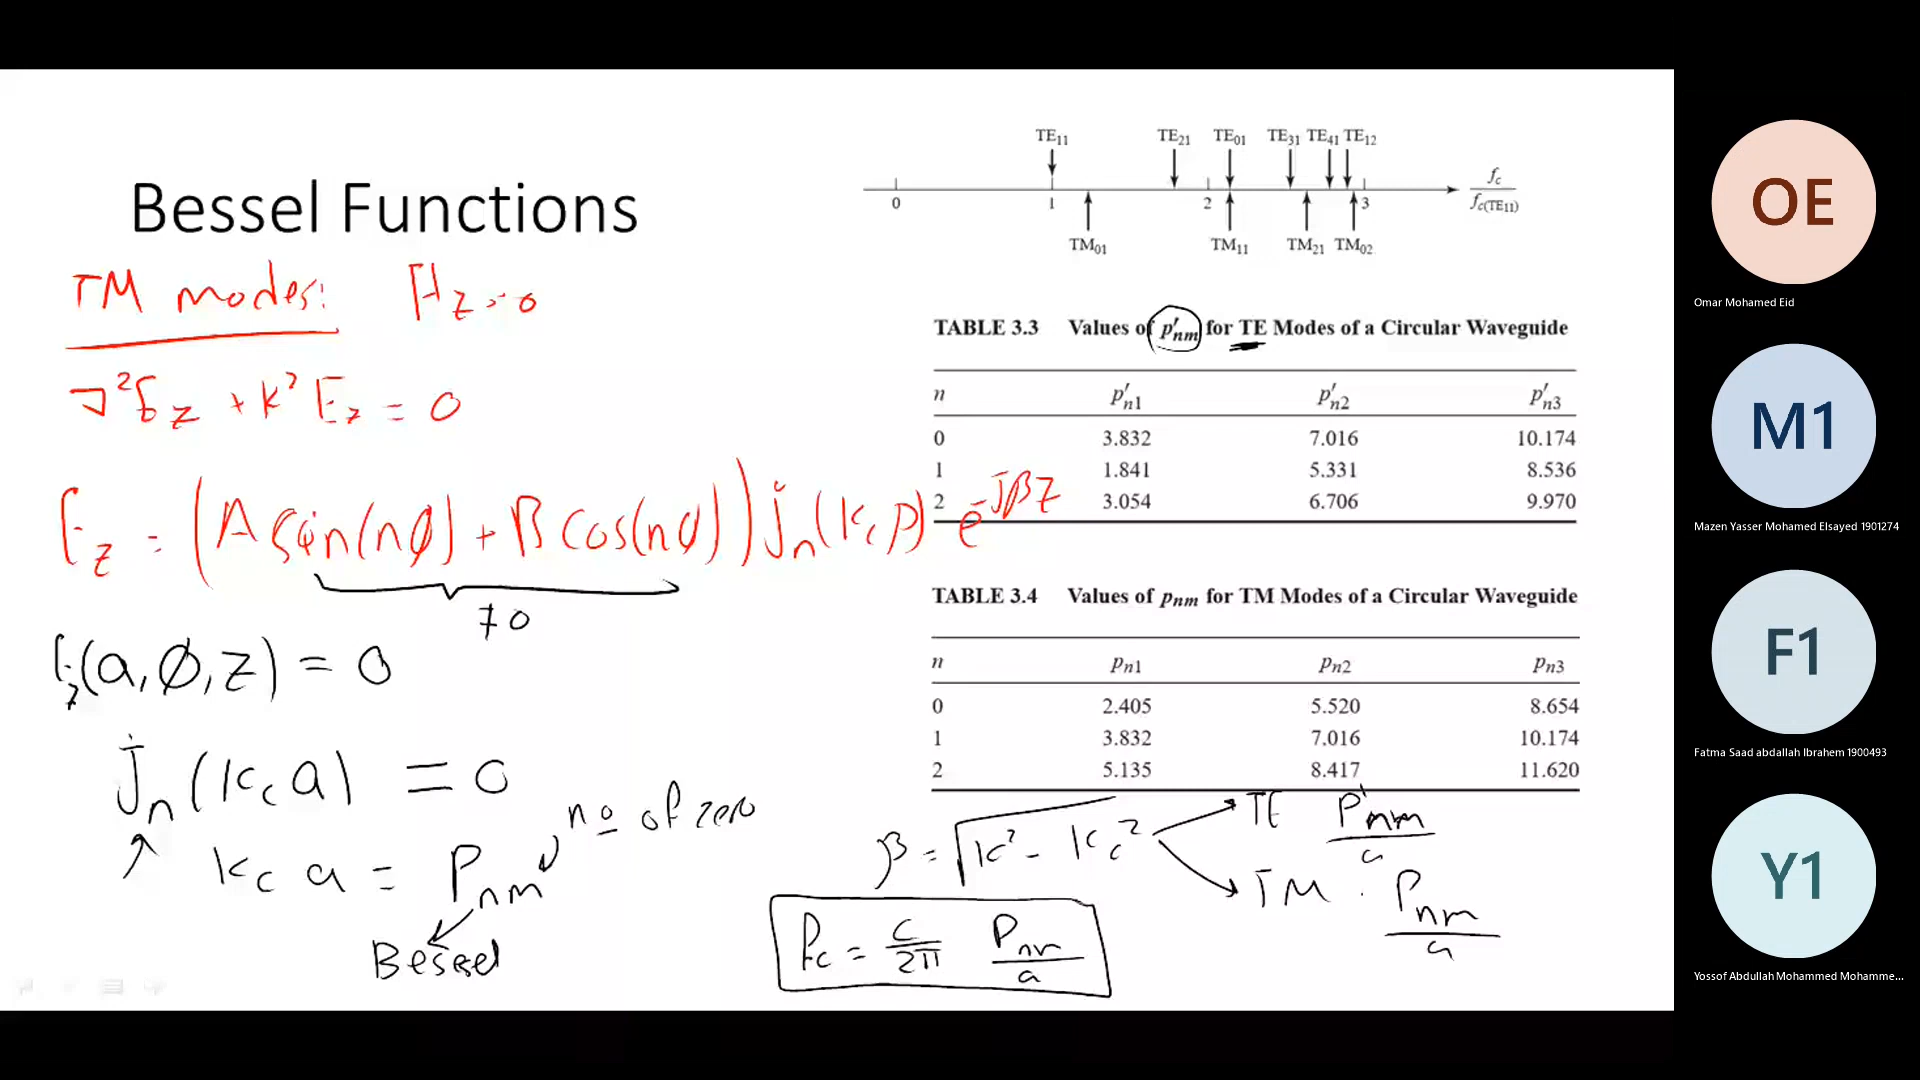 Bessel Functions
TM modes: Hz = 0
∇²Ez + K² Ez = 0
Ez = (A sin(nφ) + B cos(nφ)) jn(Kcρ) e^-jβz
≠ 0
Ez(a, φ, z) = 0
Jn(Kc a) = 0
no of zero
Kc a = Pnm
Bessel
TE11 TE21 TE01 TE31 TE41 TE12
0 1 2 3
fc / fc(TE11)
TM01 TM11 TM21 TM02
TABLE 3.3 Values of p′nm for TE Modes of a Circular Waveguide
n p′n1 p′n2 p′n3
0 3.832 7.016 10.174
1 1.841 5.331 8.536
2 3.054 6.706 9.970
TABLE 3.4 Values of pnm for TM Modes of a Circular Waveguide
n pn1 pn2 pn3
0 2.405 5.520 8.654
1 3.832 7.016 10.174
2 5.135 8.417 11.620
β = √(K² - Kc²)
TE P'nm / a
TM Pnm / a
fc = c/2π Pnm/a
OE
Omar Mohamed Eid
M1
Mazen Yasser Mohamed Elsayed 1901274
F1
Fatma Saad abdallah Ibrahem 1900493
Y1
Yossof Abdullah Mohammed Mohamme...